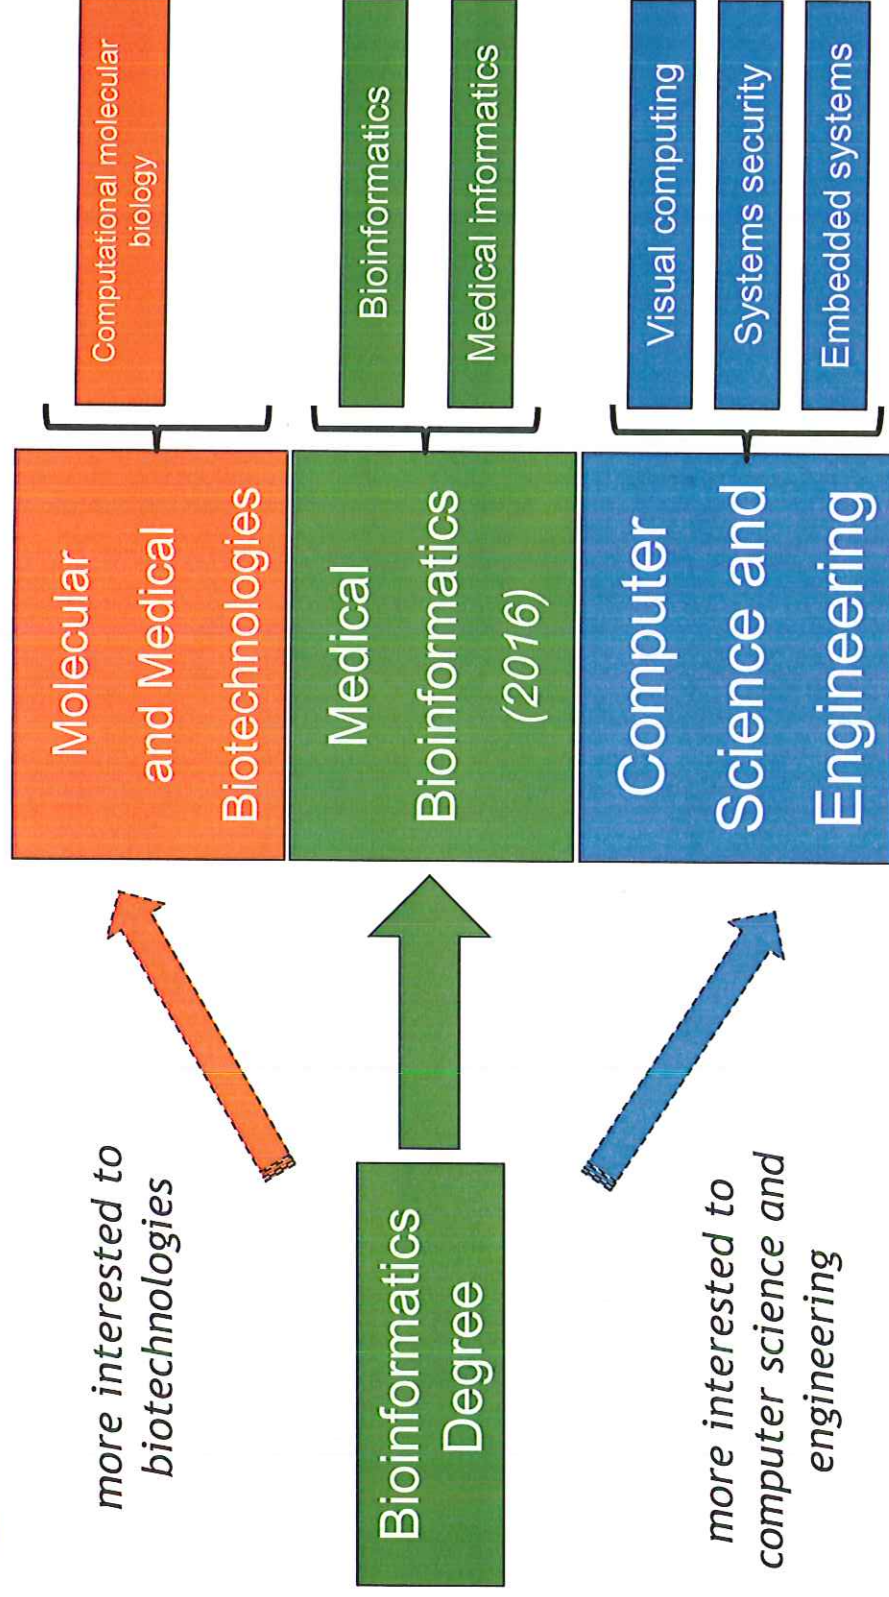 more interested to
biotechnologies
Bioinformatics
Degree
more interested to
computer science and
engineering
Molecular
and Medical
Biotechnologies
Medical
Bioinformatics
(2016)
Computer
Science and
Engineering
Computational molecular
biology
Bioinformatics
Medical informatics
Visual computing
Systems security
Embedded systems